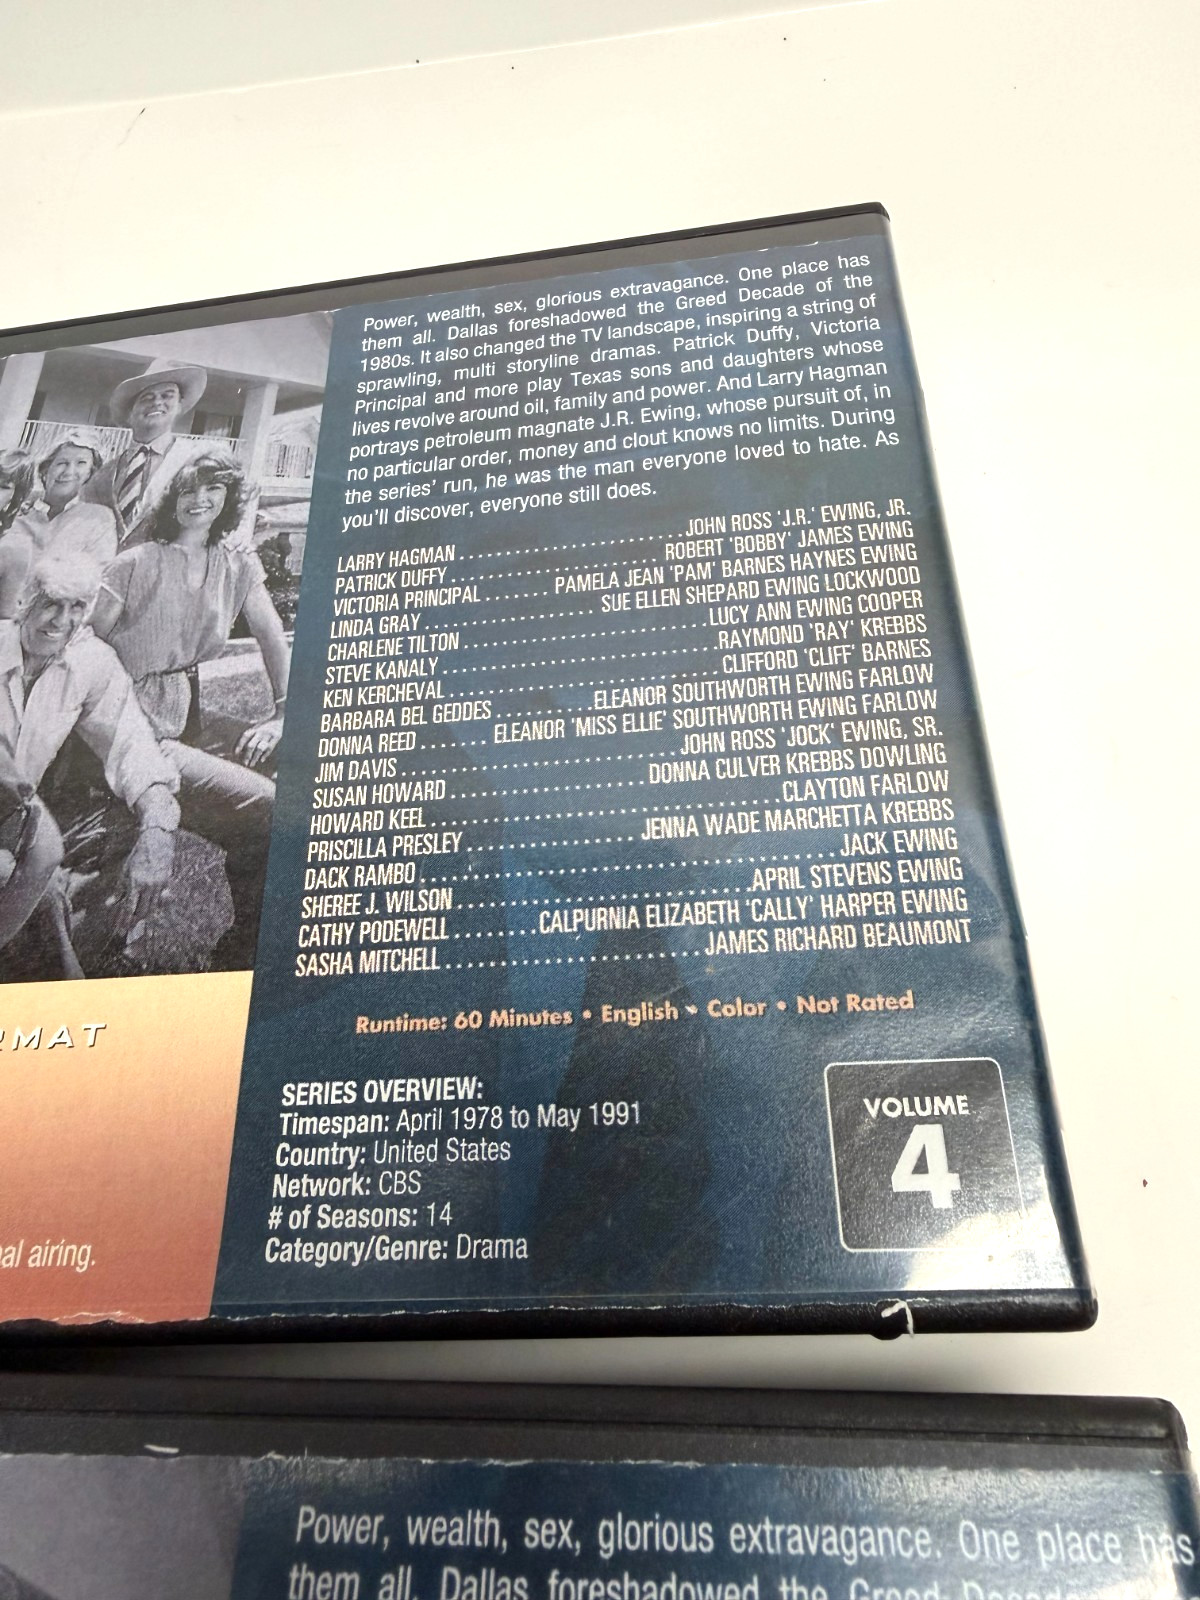 Power, wealth, sex, glorious extravagance. One place has
them all. Dallas foreshadowed the Greed Decade of the
1980s. It also changed the TV landscape, inspiring a string of
sprawling, multi storyline dramas. Patrick Duffy, Victoria
Principal and more play Texas sons and daughters whose
lives revolve around oil, family and power. And Larry Hagman
portrays petroleum magnate J.R. Ewing, whose pursuit of, in
no particular order, money and clout knows no limits. During
the series' run, he was the man everyone loved to hate. As
you'll discover, everyone still does.
LARRY HAGMAN........................JOHN ROSS 'J.R.' EWING, JR.
PATRICK DUFFY......................ROBERT 'BOBBY' JAMES EWING
VICTORIA PRINCIPAL.......PAMELA JEAN 'PAM' BARNES HAYNES EWING
LINDA GRAY..................SUE ELLEN SHEPARD EWING LOCKWOOD
CHARLENE TILTON.........................LUCY ANN EWING COOPER
STEVE KANALY............................RAYMOND 'RAY' KREBBS
KEN KERCHEVAL...........................CLIFFORD 'CLIFF' BARNES
BARBARA BEL GEDDES..........ELEANOR SOUTHWORTH EWING FARLOW
DONNA REED.......ELEANOR 'MISS ELLIE' SOUTHWORTH EWING FARLOW
JIM DAVIS............................JOHN ROSS 'JOCK' EWING, SR.
SUSAN HOWARD....................DONNA CULVER KREBBS DOWLING
HOWARD KEEL...................................CLAYTON FARLOW
PRISCILLA PRESLEY.................JENNA WADE MARCHETTA KREBBS
DACK RAMBO.........................................JACK EWING
SHEREE J. WILSON.............................APRIL STEVENS EWING
CATHY PODEWELL........CALPURNIA ELIZABETH 'CALLY' HARPER EWING
SASHA MITCHELL.........................JAMES RICHARD BEAUMONT
RMAT
Runtime: 60 Minutes • English • Color • Not Rated
SERIES OVERVIEW:
Timespan: April 1978 to May 1991
Country: United States
Network: CBS
# of Seasons: 14
Category/Genre: Drama
VOLUME
4
al airing.
Power, wealth, sex, glorious extravagance. One place has
them all. Dallas foreshadowed the Greed Decade